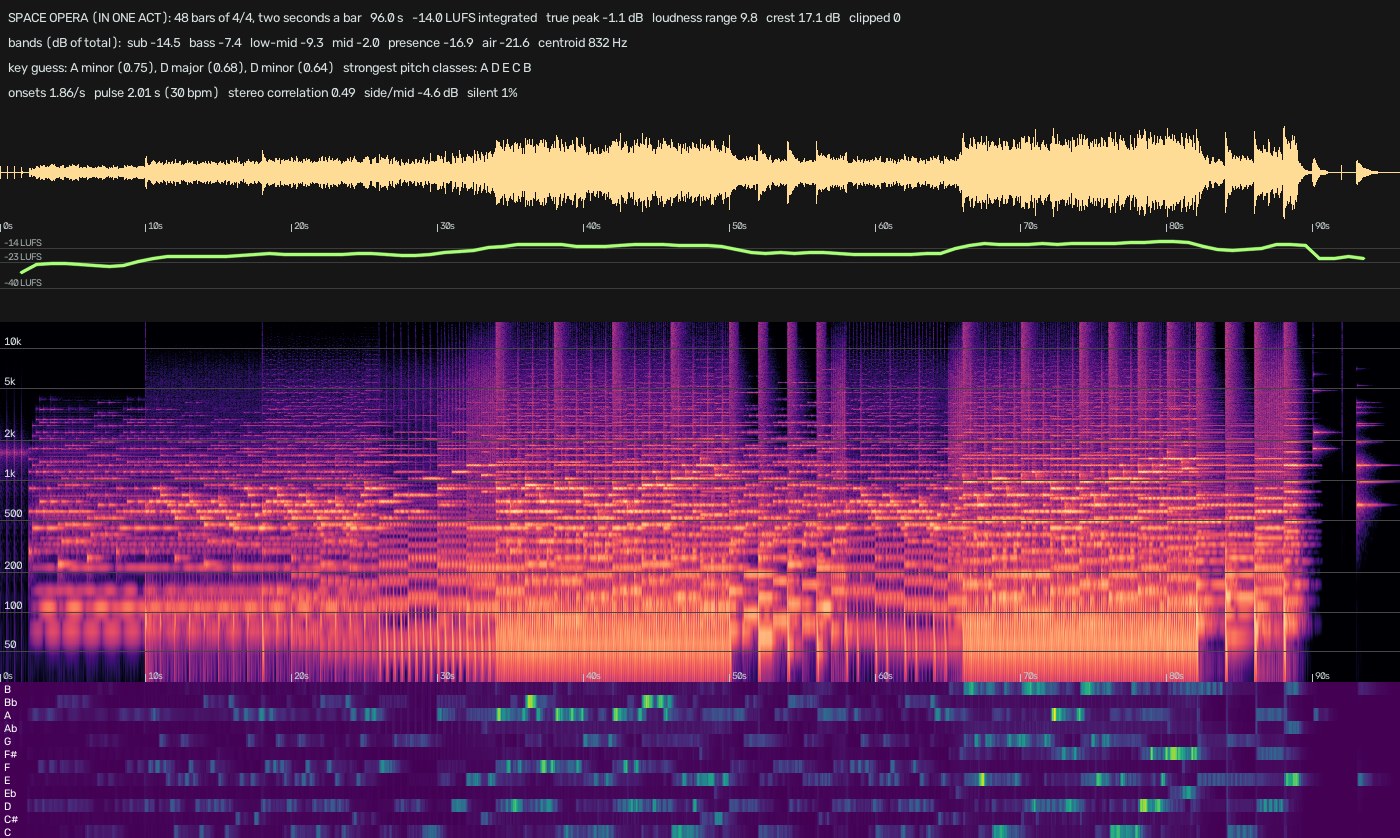 SPACE OPERA (IN ONE ACT): 48 bars of 4/4, two seconds a bar   96.0 s   -14.0 LUFS integrated   true peak -1.1 dB   loudness range 9.8   crest 17.1 dB   clipped 0
bands (dB of total):  sub -14.5   bass -7.4   low-mid -9.3   mid -2.0   presence -16.9   air -21.6   centroid 832 Hz
key guess: A minor (0.75), D major (0.68), D minor (0.64)   strongest pitch classes: A D E C B
onsets 1.86/s   pulse 2.01 s (30 bpm)   stereo correlation 0.49   side/mid -4.6 dB   silent 1%
0s 10s 20s 30s 40s 50s 60s 70s 80s 90s
-14 LUFS
-23 LUFS
-40 LUFS
10k
5k
2k
1k
500
200
100
50
0s 10s 20s 30s 40s 50s 60s 70s 80s 90s
B
Bb
A
Ab
G
F#
F
E
Eb
D
C#
C